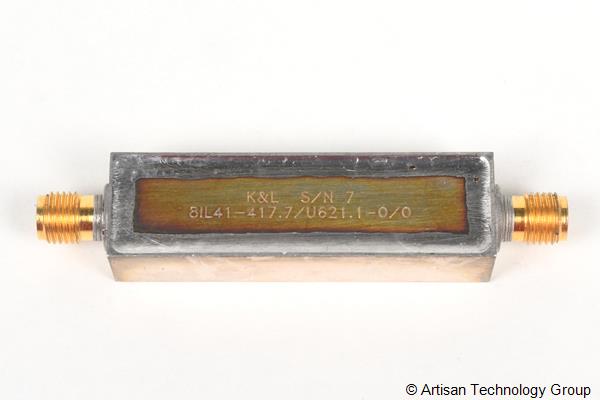 K&L S/N 7
8IL41-417.7/U621.1-0/0
© Artisan Technology Group